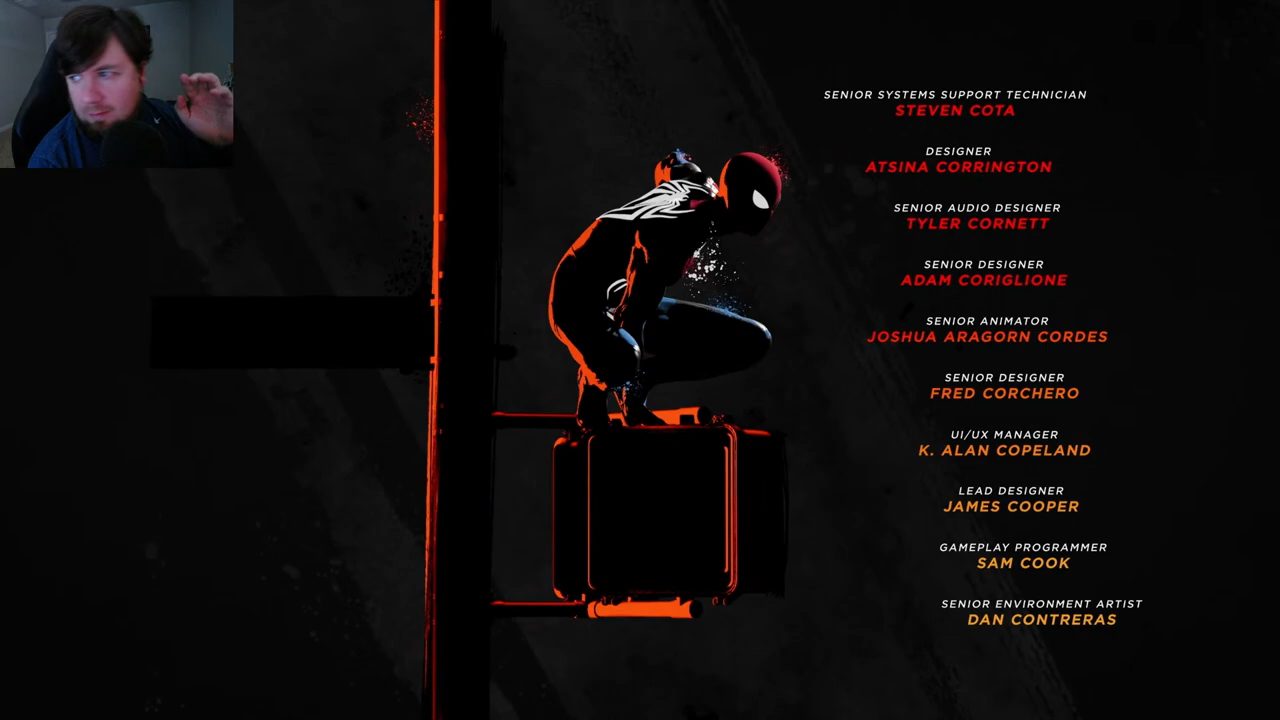 SENIOR SYSTEMS SUPPORT TECHNICIAN
STEVEN COTA
DESIGNER
ATSINA CORRINGTON
SENIOR AUDIO DESIGNER
TYLER CORNETT
SENIOR DESIGNER
ADAM CORIGLIONE
SENIOR ANIMATOR
JOSHUA ARAGORN CORDES
SENIOR DESIGNER
FRED CORCHERO
UI/UX MANAGER
K. ALAN COPELAND
LEAD DESIGNER
JAMES COOPER
GAMEPLAY PROGRAMMER
SAM COOK
SENIOR ENVIRONMENT ARTIST
DAN CONTRERAS